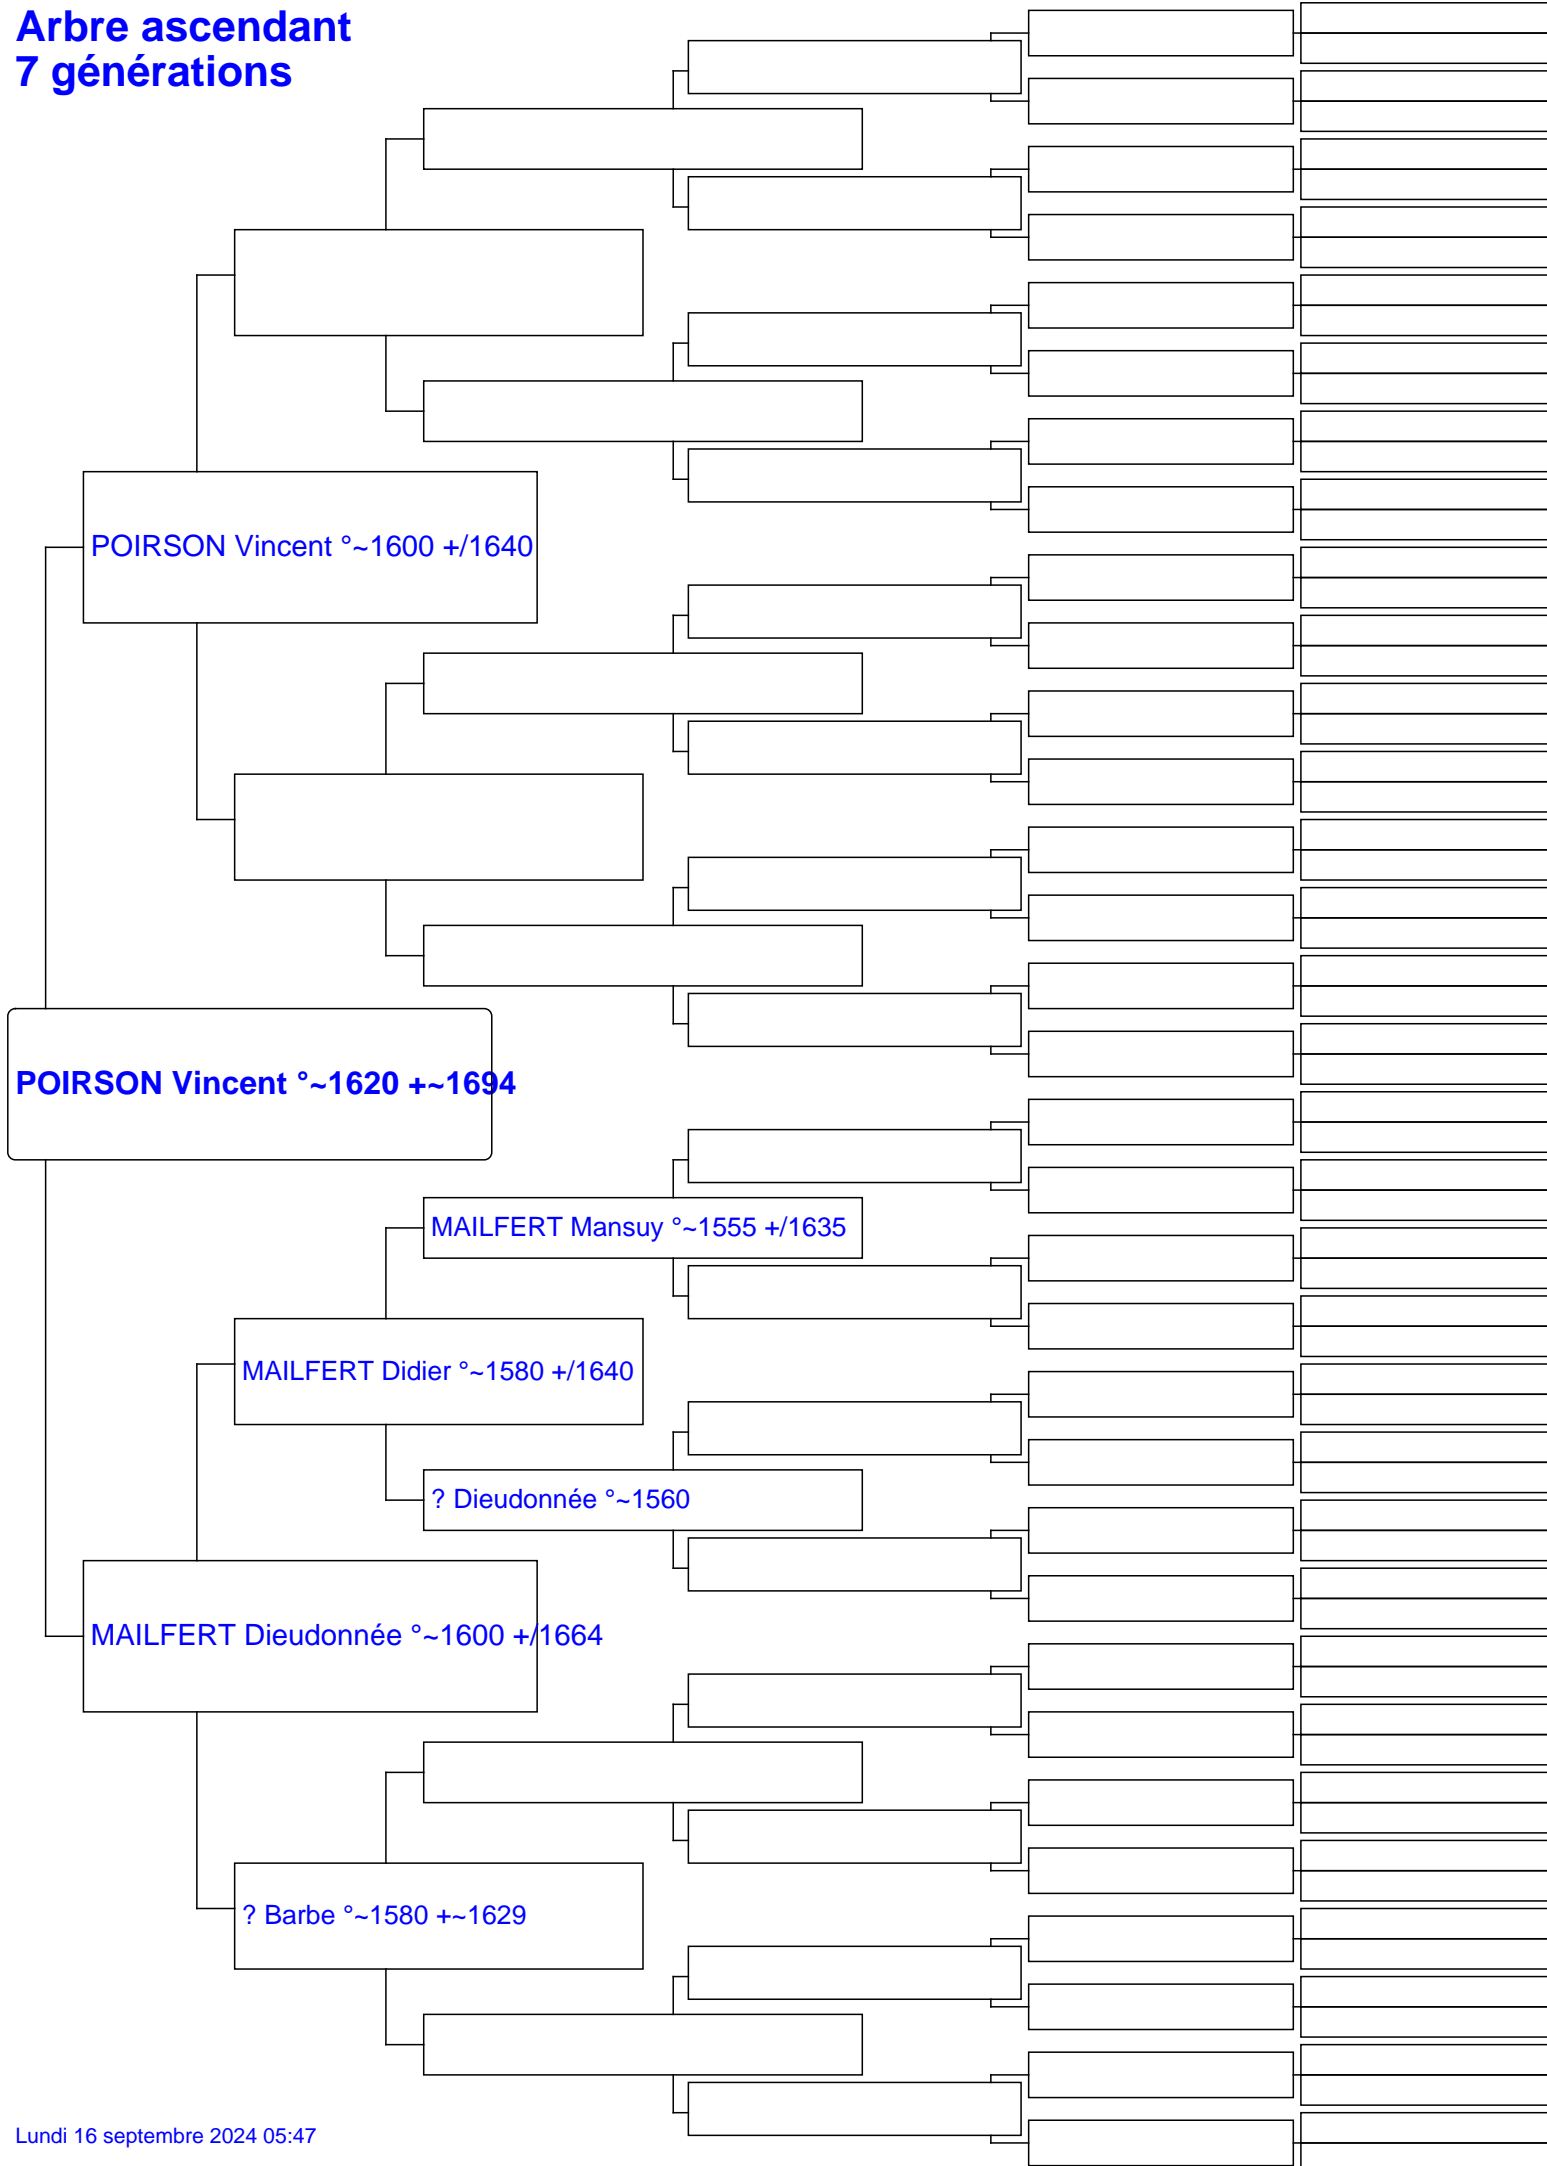 Arbre ascendant
7 générations
POIRSON Vincent °~1600 +/1640
POIRSON Vincent °~1620 +~1694
MAILFERT Mansuy °~1555 +/1635
MAILFERT Didier °~1580 +/1640
? Dieudonnée °~1560
MAILFERT Dieudonnée °~1600 +/1664
? Barbe °~1580 +~1629
Lundi 16 septembre 2024 05:47